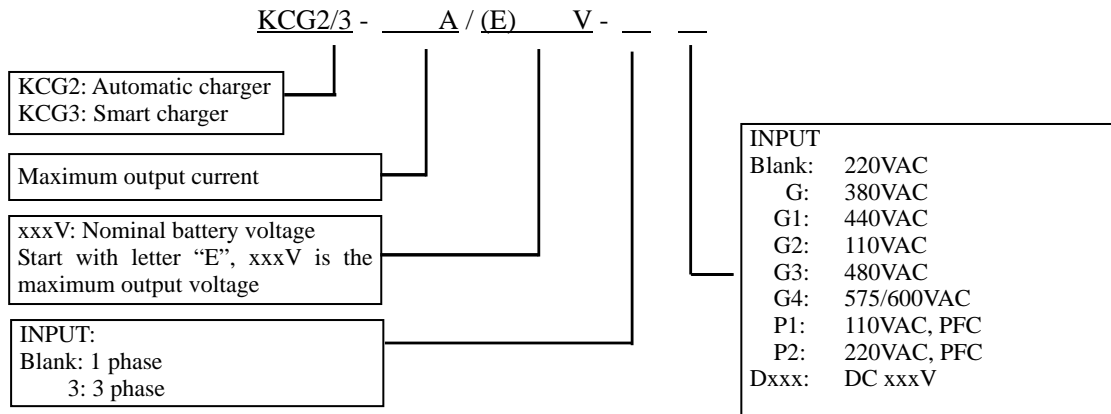 KCG2/3 - A / (E) V -
KCG2: Automatic charger
KCG3: Smart charger
Maximum output current
xxxV: Nominal battery voltage
Start with letter “E”, xxxV is the
maximum output voltage
INPUT:
Blank: 1 phase
3: 3 phase
INPUT
Blank: 220VAC
G: 380VAC
G1: 440VAC
G2: 110VAC
G3: 480VAC
G4: 575/600VAC
P1: 110VAC, PFC
P2: 220VAC, PFC
Dxxx: DC xxxV